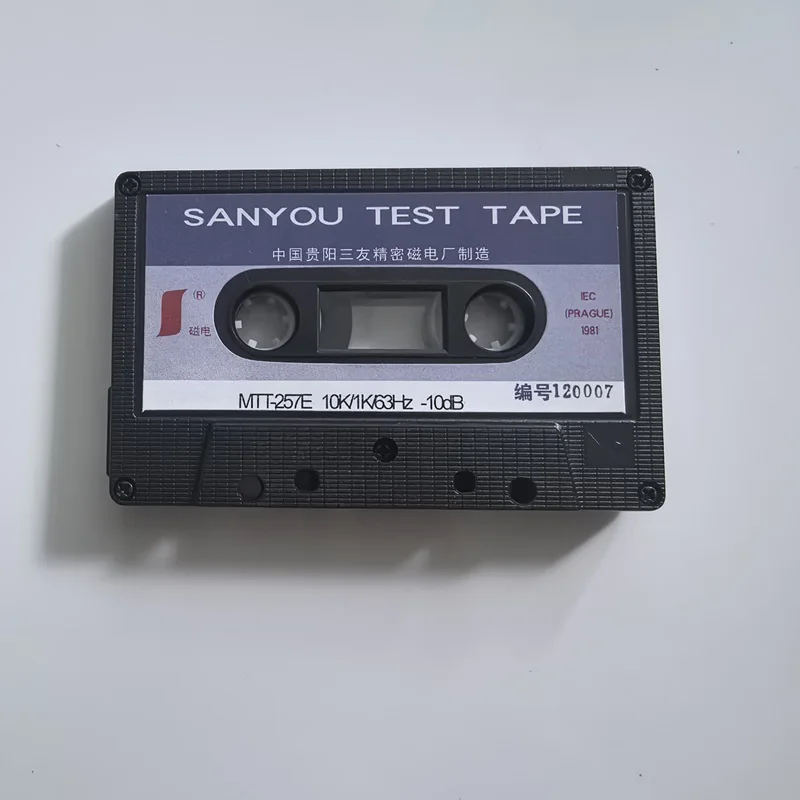 SANYOU TEST TAPE
中国贵阳三友精密磁电厂制造
(R)
磁电
IEC
(PRAGUE)
1981
MTT-257E 10K/1K/63Hz -10dB
编号120007